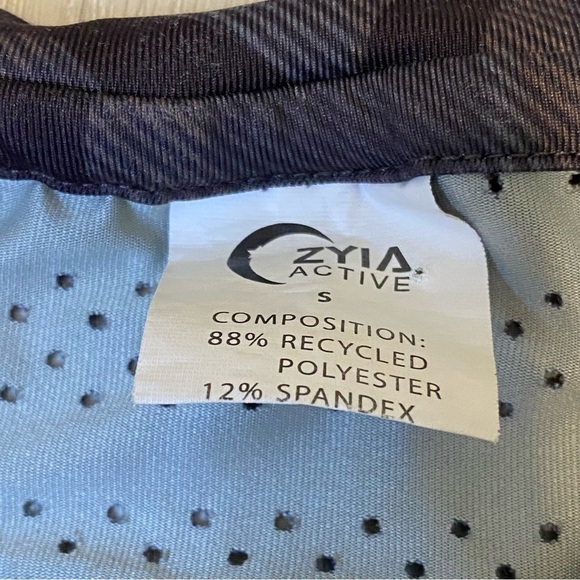 ZYIA
ACTIVE
S
COMPOSITION:
88% RECYCLED
POLYESTER
12% SPANDEX